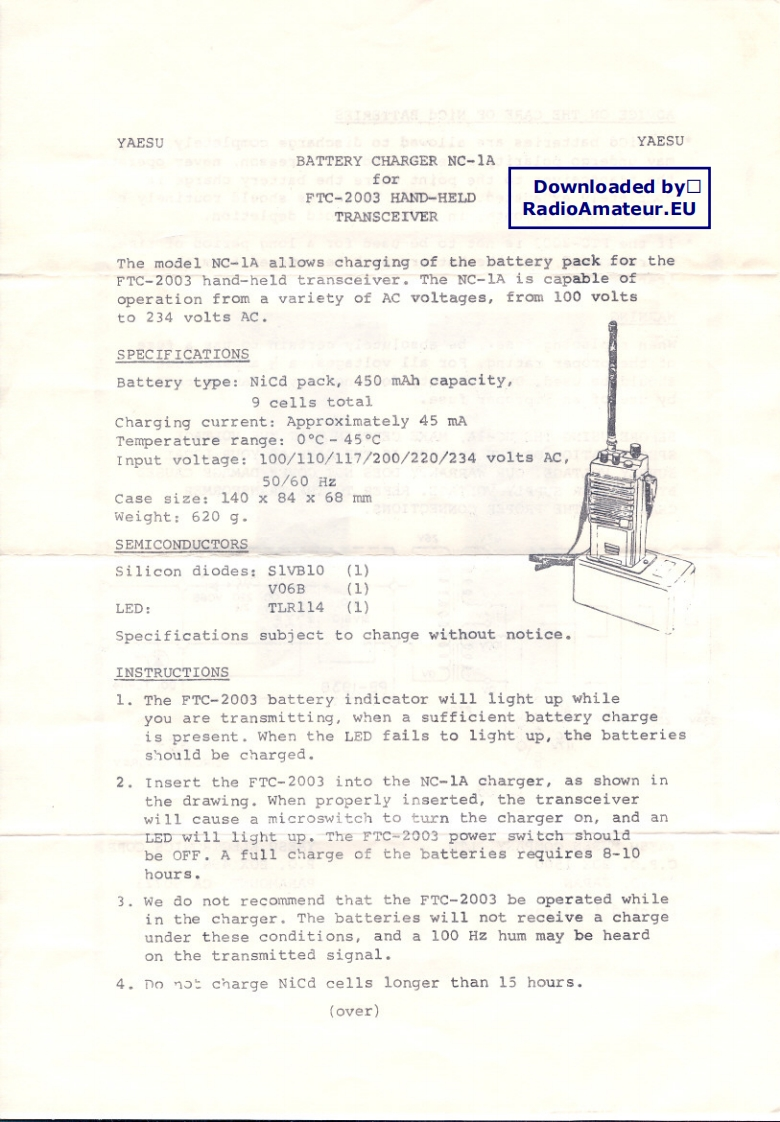 YAESU YAESU
BATTERY CHARGER NC-1A
for
FTC-2003 HAND-HELD
TRANSCEIVER
Downloaded by□
RadioAmateur.EU
The model NC-1A allows charging of the battery pack for the
FTC-2003 hand-held transceiver. The NC-1A is capable of
operation from a variety of AC voltages, from 100 volts
to 234 volts AC.
SPECIFICATIONS
Battery type: NiCd pack, 450 mAh capacity,
9 cells total
Charging current: Approximately 45 mA
Temperature range: 0°C - 45°C
Input voltage: 100/110/117/200/220/234 volts AC,
50/60 Hz
Case size: 140 x 84 x 68 mm
Weight: 620 g.
SEMICONDUCTORS
Silicon diodes: S1VB10 (1)
V06B (1)
LED: TLR114 (1)
Specifications subject to change without notice.
INSTRUCTIONS
1. The FTC-2003 battery indicator will light up while
you are transmitting, when a sufficient battery charge
is present. When the LED fails to light up, the batteries
should be charged.
2. Insert the FTC-2003 into the NC-1A charger, as shown in
the drawing. When properly inserted, the transceiver
will cause a microswitch to turn the charger on, and an
LED will light up. The FTC-2003 power switch should
be OFF. A full charge of the batteries requires 8-10
hours.
3. We do not recommend that the FTC-2003 be operated while
in the charger. The batteries will not receive a charge
under these conditions, and a 100 Hz hum may be heard
on the transmitted signal.
4. Do not charge NiCd cells longer than 15 hours.
(over)